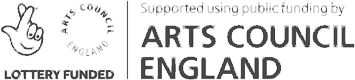 ARTS COUNCIL
ENGLAND
LOTTERY FUNDED
Supported using public funding by
ARTS COUNCIL
ENGLAND